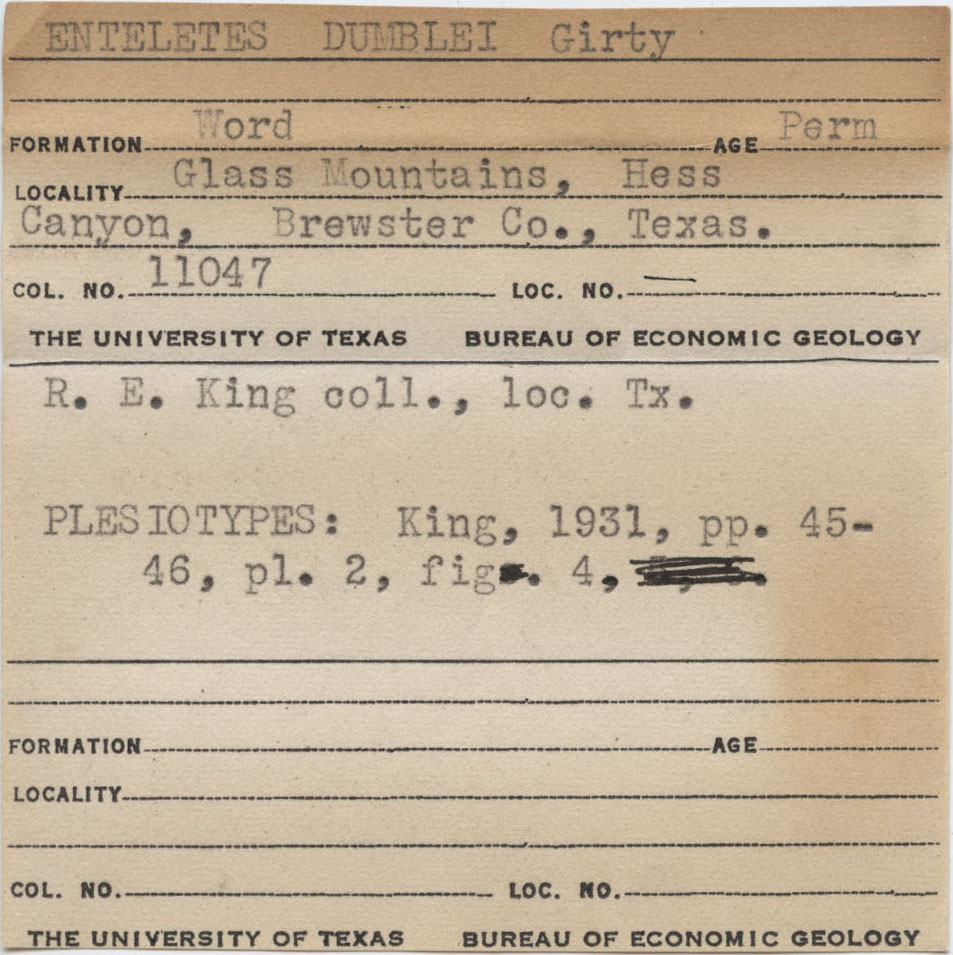 ENTELETES DUMBLEI Girty
FORMATION Word AGE Perm
LOCALITY Glass Mountains, Hess
Canyon, Brewster Co., Texas.
COL. NO. 11047 LOC. NO. —
THE UNIVERSITY OF TEXAS BUREAU OF ECONOMIC GEOLOGY
R. E. King coll., loc. Tx.
PLESIOTYPES: King, 1931, pp. 45-
46, pl. 2, fig. 4,
FORMATION AGE
LOCALITY
COL. NO. LOC. NO.
THE UNIVERSITY OF TEXAS BUREAU OF ECONOMIC GEOLOGY